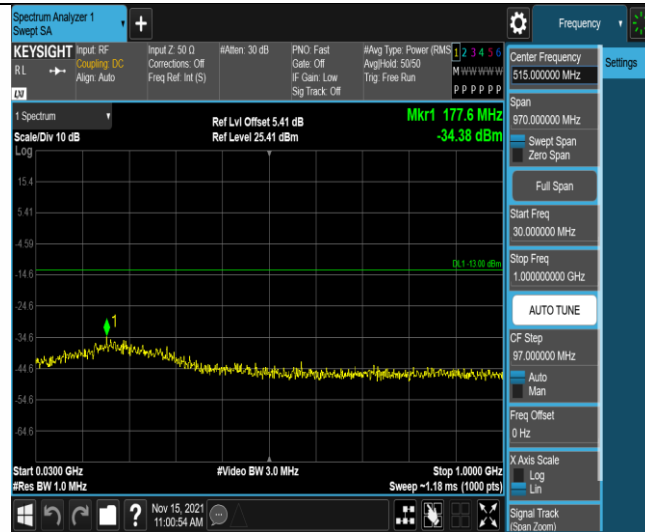 Spectrum Analyzer 1
Swept SA
+
Frequency
KEYSIGHT
Input: RF
Input Z: 50 Ω
#Atten: 30 dB
PNO: Fast
#Avg Type: Power (RMS
1 2 3 4 5 6
R L
Coupling: DC
Corrections: Off
Gate: Off
Avg|Hold: 50/50
M W W W W W
Align: Auto
Freq Ref: Int (S)
IF Gain: Low
Trig: Free Run
Sig Track: Off
P P P P P P
LXI
Center Frequency
515.000000 MHz
Settings
Span
970.000000 MHz
Swept Span
Zero Span
Full Span
Start Freq
30.000000 MHz
Stop Freq
1.000000000 GHz
AUTO TUNE
CF Step
97.000000 MHz
Auto
Man
Freq Offset
0 Hz
X Axis Scale
Log
Lin
Signal Track
(Span Zoom)
1 Spectrum
Ref Lvl Offset 5.41 dB
Mkr1 177.6 MHz
Scale/Div 10 dB
Ref Level 25.41 dBm
-34.38 dBm
Log
15.4
5.41
-4.59
DL1 -13.00 dBm
-14.6
-24.6
1
-34.6
-44.6
-54.6
-64.6
Start 0.0300 GHz
#Video BW 3.0 MHz
Stop 1.0000 GHz
#Res BW 1.0 MHz
Sweep ~1.18 ms (1000 pts)
?
Nov 15, 2021
11:00:54 AM